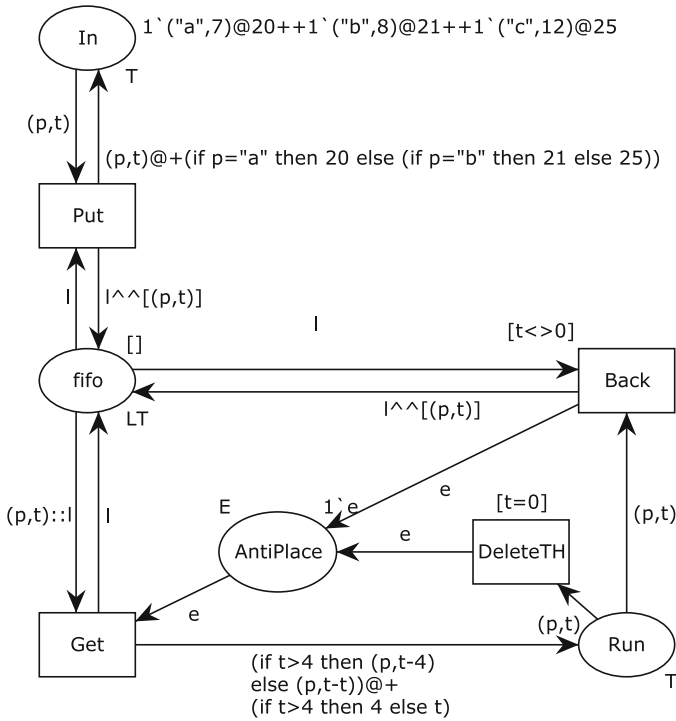 In
1`("a",7)@20++1`("b",8)@21++1`("c",12)@25
T
(p,t)
(p,t)@+(if p="a" then 20 else (if p="b" then 21 else 25))
Put
l
l^^[(p,t)]
[]
l
[t<>0]
fifo
Back
LT
l^^[(p,t)]
e
(p,t)::l
l
E
1`e
[t=0]
(p,t)
AntiPlace
e
DeleteTH
e
(p,t)
Get
Run
(if t>4 then (p,t-4)
else (p,t-t))@+
(if t>4 then 4 else t)
T